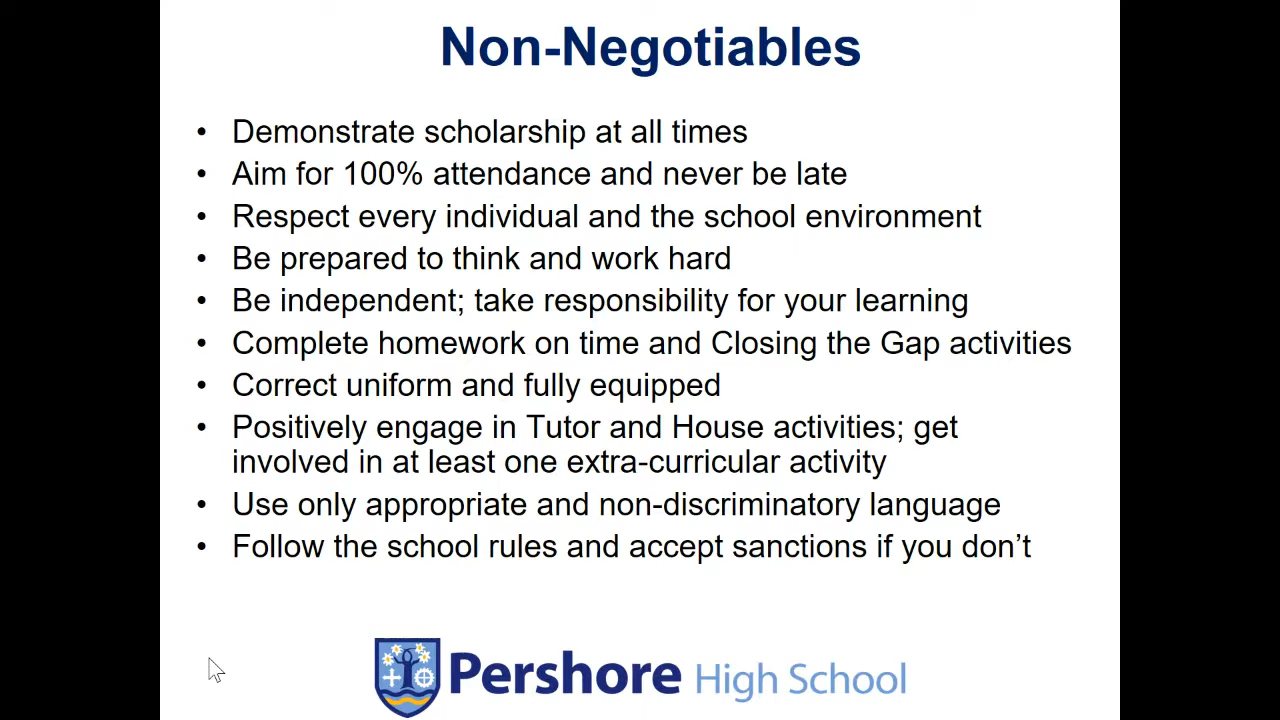 Non-Negotiables
• Demonstrate scholarship at all times
• Aim for 100% attendance and never be late
• Respect every individual and the school environment
• Be prepared to think and work hard
• Be independent; take responsibility for your learning
• Complete homework on time and Closing the Gap activities
• Correct uniform and fully equipped
• Positively engage in Tutor and House activities; get
involved in at least one extra-curricular activity
• Use only appropriate and non-discriminatory language
• Follow the school rules and accept sanctions if you don’t
Pershore High School